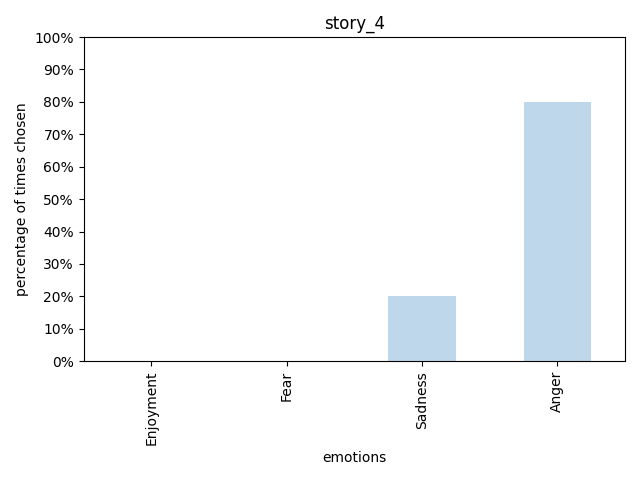 story_4
100%
90%
80%
70%
60%
50%
40%
30%
20%
10%
0%
percentage of times chosen
Enjoyment
Fear
Sadness
Anger
emotions